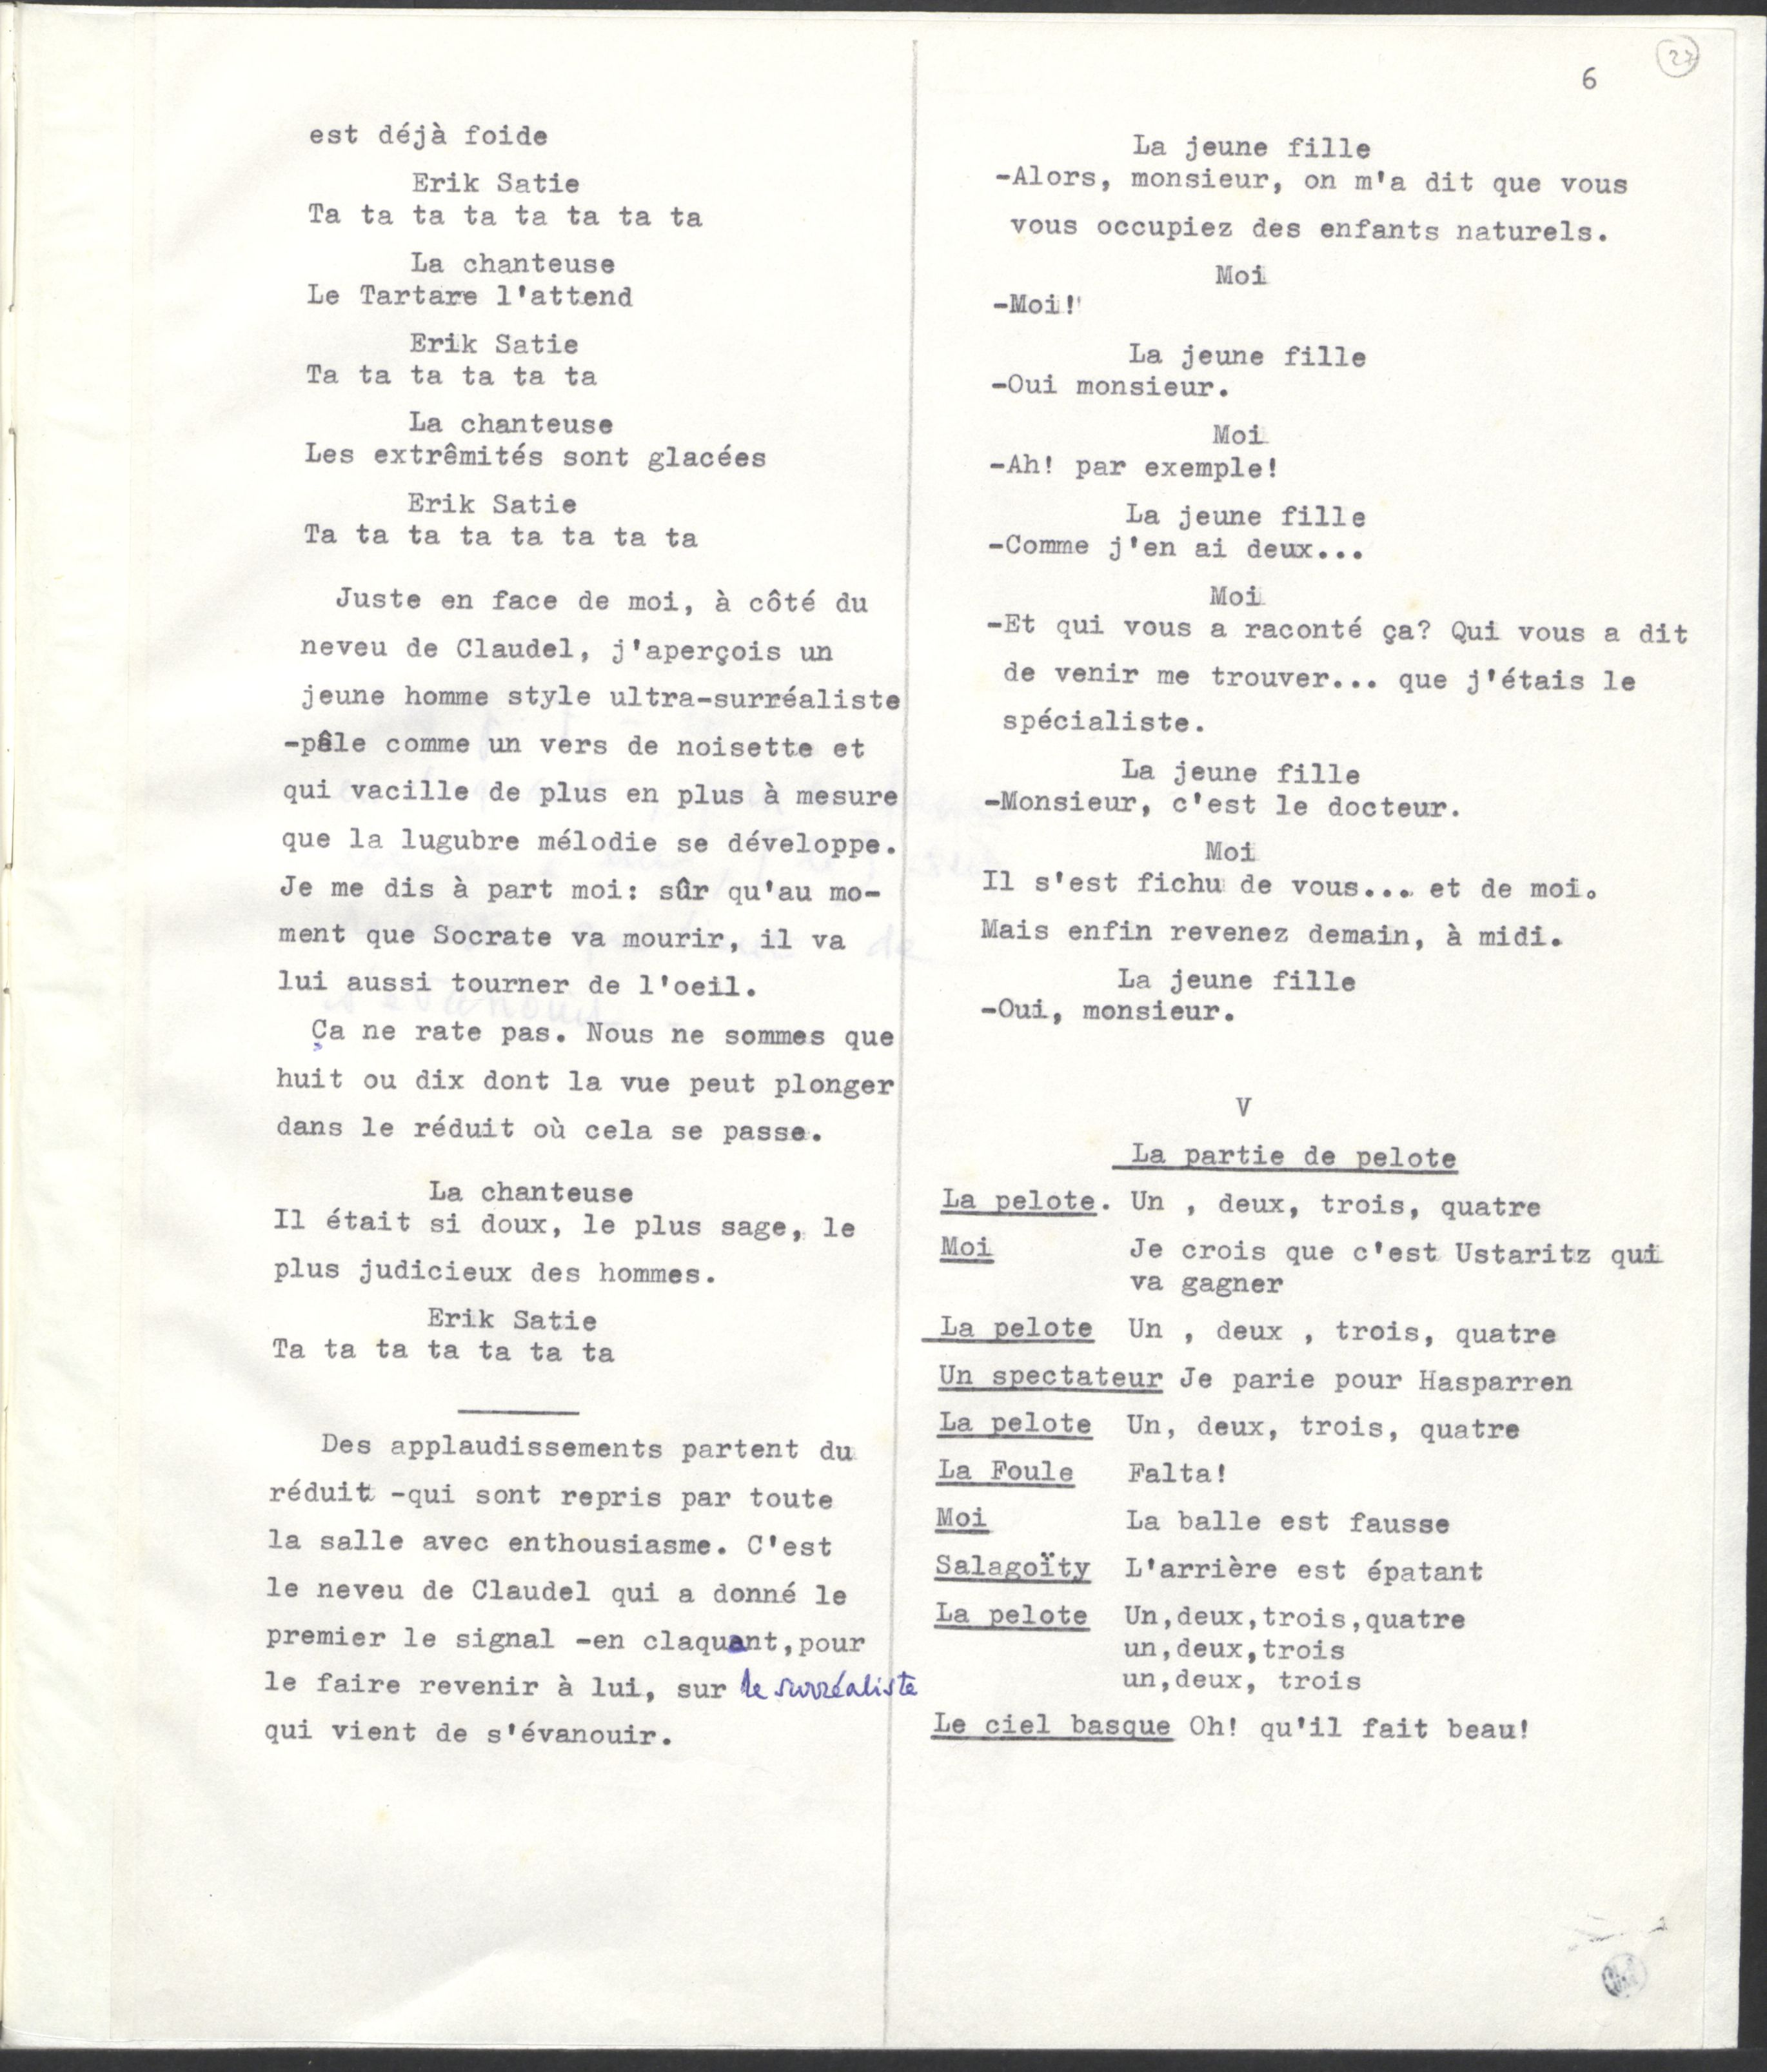 6
27
est déjà foide
Erik Satie
Ta ta ta ta ta ta ta ta
La chanteuse
Le Tartare l'attend
Erik Satie
Ta ta ta ta ta ta
La chanteuse
Les extrêmités sont glacées
Erik Satie
Ta ta ta ta ta ta ta ta
Juste en face de moi, à côté du
neveu de Claudel, j'aperçois un
jeune homme style ultra-surréaliste
-pâle comme un vers de noisette et
qui vacille de plus en plus à mesure
que la lugubre mélodie se développe.
Je me dis à part moi: sûr qu'au mo-
ment que Socrate va mourir, il va
lui aussi tourner de l'oeil.
Ça ne rate pas. Nous ne sommes que
huit ou dix dont la vue peut plonger
dans le réduit où cela se passe.
La chanteuse
Il était si doux, le plus sage, le
plus judicieux des hommes.
Erik Satie
Ta ta ta ta ta ta ta
Des applaudissements partent du
réduit -qui sont repris par toute
la salle avec enthousiasme. C'est
le neveu de Claudel qui a donné le
premier le signal -en claquant,pour
le faire revenir à lui, sur le surréaliste
qui vient de s'évanouir.
La jeune fille
-Alors, monsieur, on m'a dit que vous
vous occupiez des enfants naturels.
Moi
-Moi!
La jeune fille
-Oui monsieur.
Moi
-Ah! par exemple!
La jeune fille
-Comme j'en ai deux...
Moi
-Et qui vous a raconté ça? Qui vous a dit
de venir me trouver... que j'étais le
spécialiste.
La jeune fille
-Monsieur, c'est le docteur.
Moi
Il s'est fichu de vous... et de moi.
Mais enfin revenez demain, à midi.
La jeune fille
-Oui, monsieur.
V
La partie de pelote
La pelote. Un , deux, trois, quatre
Moi Je crois que c'est Ustaritz qui
va gagner
La pelote Un , deux , trois, quatre
Un spectateur Je parie pour Hasparren
La pelote Un, deux, trois, quatre
La Foule Falta!
Moi La balle est fausse
Salagoïty L'arrière est épatant
La pelote Un,deux,trois,quatre
un,deux,trois
un,deux, trois
Le ciel basque Oh! qu'il fait beau!